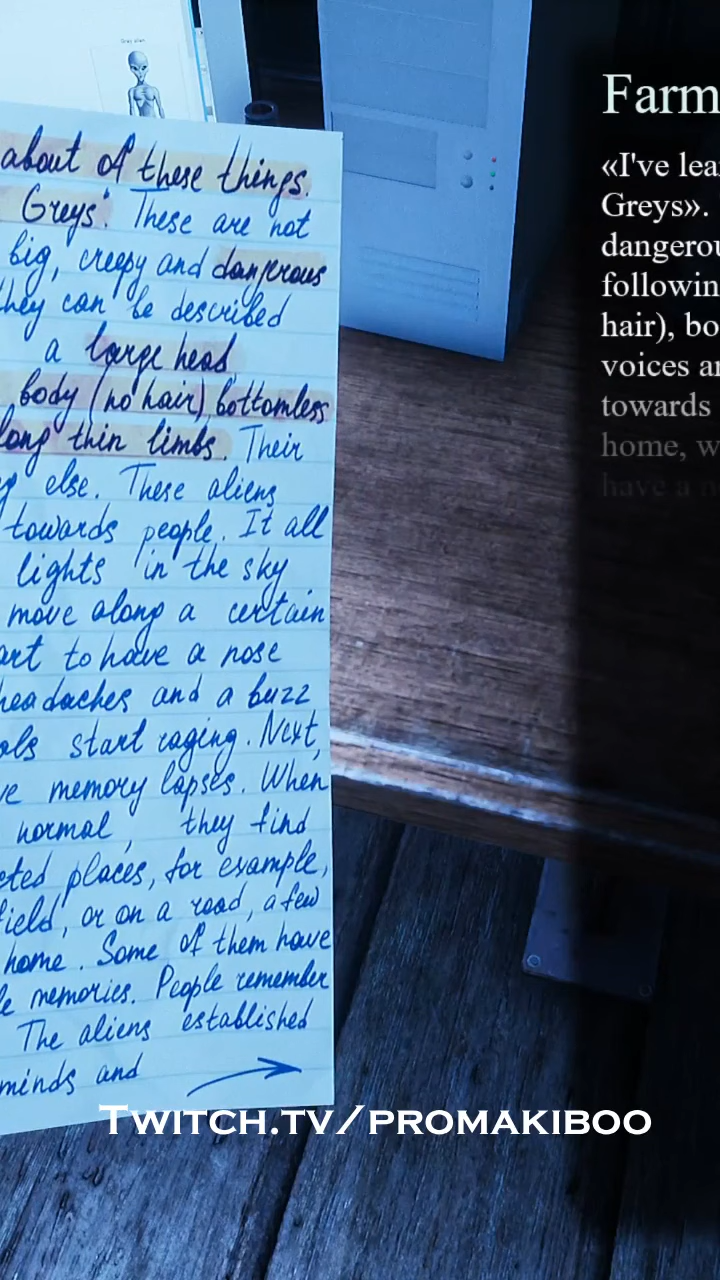 Gray alien
about of these things.
Greys". These are not
big, creepy and dangerous
they can be described
a large head
body (no hair) bottomless
long thin limbs. Their
else. These aliens
towards people. It all
lights in the sky
move along a certain
to have a nose
headaches and a buzz
start raging. Next,
memory lapses. When
normal, they find
places, for example,
field, or on a road, a few
home. Some of them have
memories. People remember
The aliens established
minds and
Farm
«I've lea
Greys».
dangerou
followin
hair), bo
voices ar
towards
home, w
have a n
Twitch.tv/promakiboo